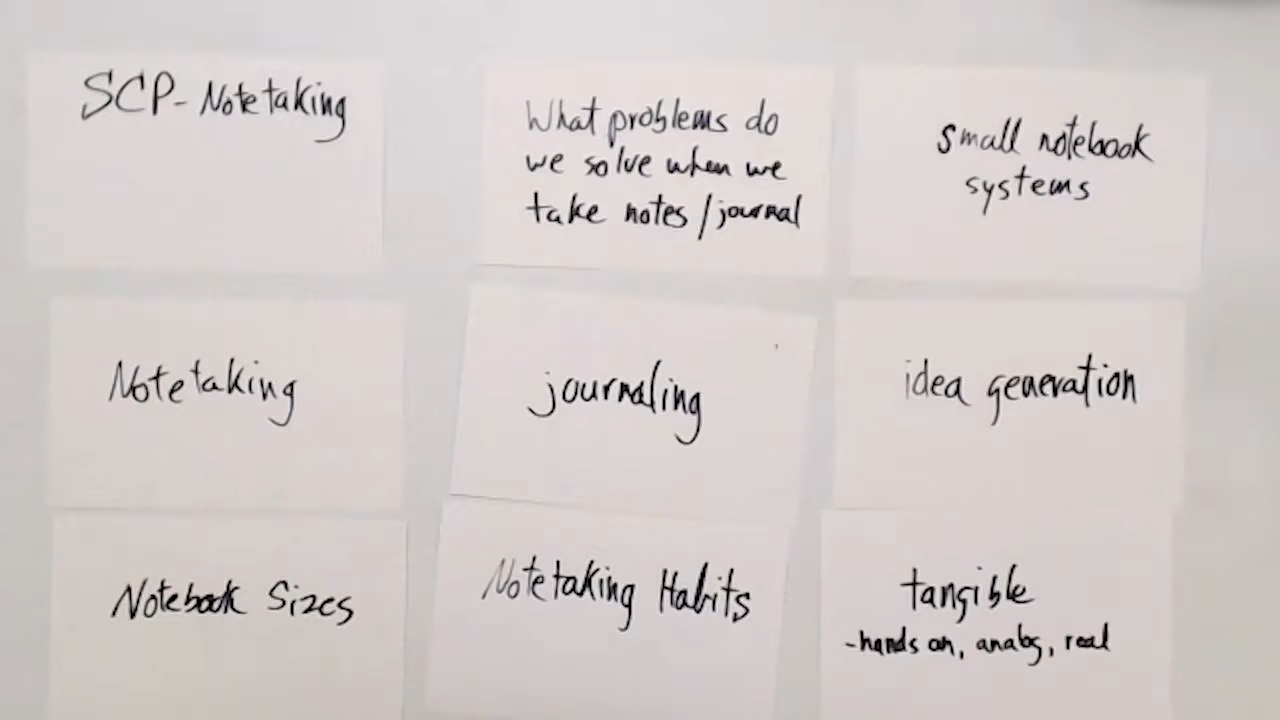 SCP- Notetaking
What problems do
we solve when we
take notes/journal
small notebook
systems
Notetaking
journaling
idea generation
Notebook Sizes
Notetaking Habits
tangible
-hands on, analog, real